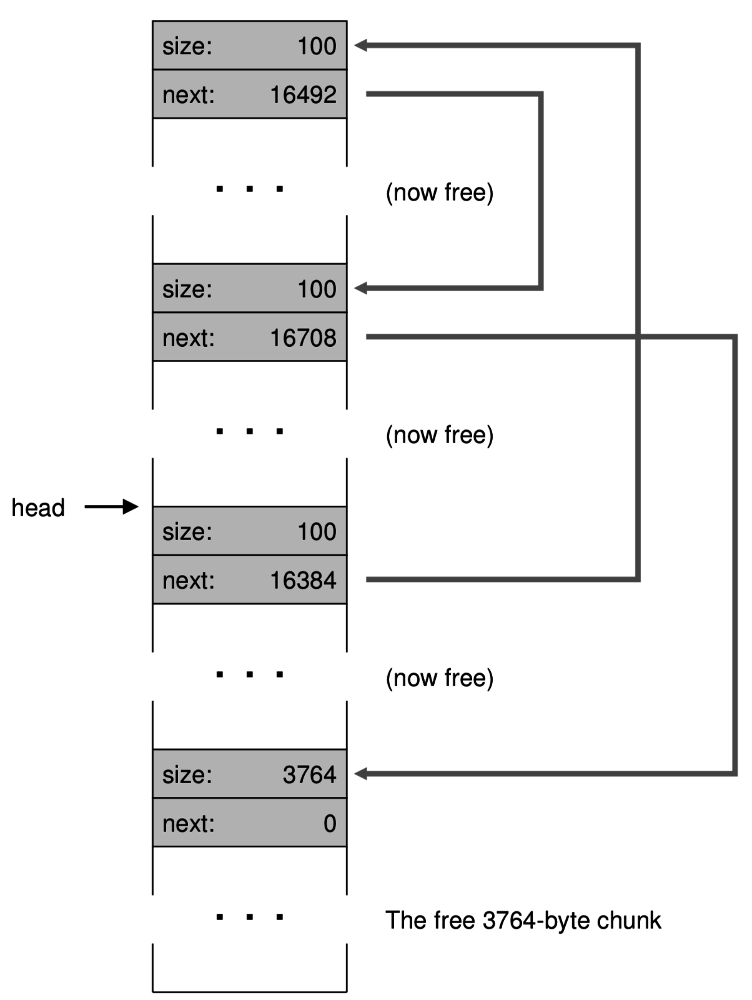 size: 100
next: 16492
. . . (now free)
size: 100
next: 16708
. . . (now free)
head
size: 100
next: 16384
. . . (now free)
size: 3764
next: 0
. . . The free 3764-byte chunk